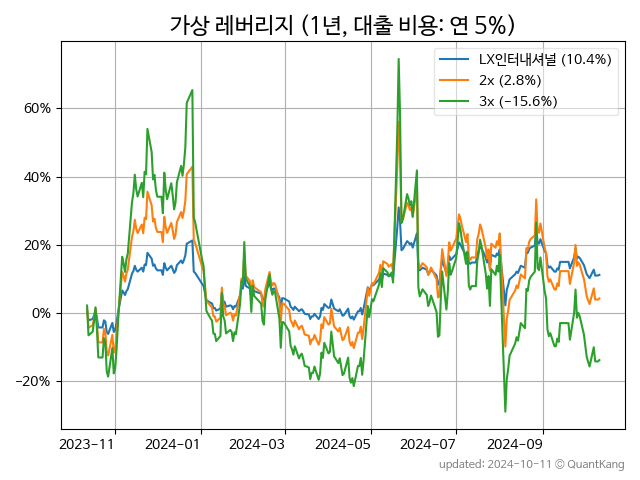 가상 레버리지 (1년, 대출 비용: 연 5%)
LX인터내셔널 (10.4%)
2x (2.8%)
3x (−15.6%)
60%
40%
20%
0%
−20%
2023-11
2024-01
2024-03
2024-05
2024-07
2024-09
updated: 2024-10-11 © QuantKang